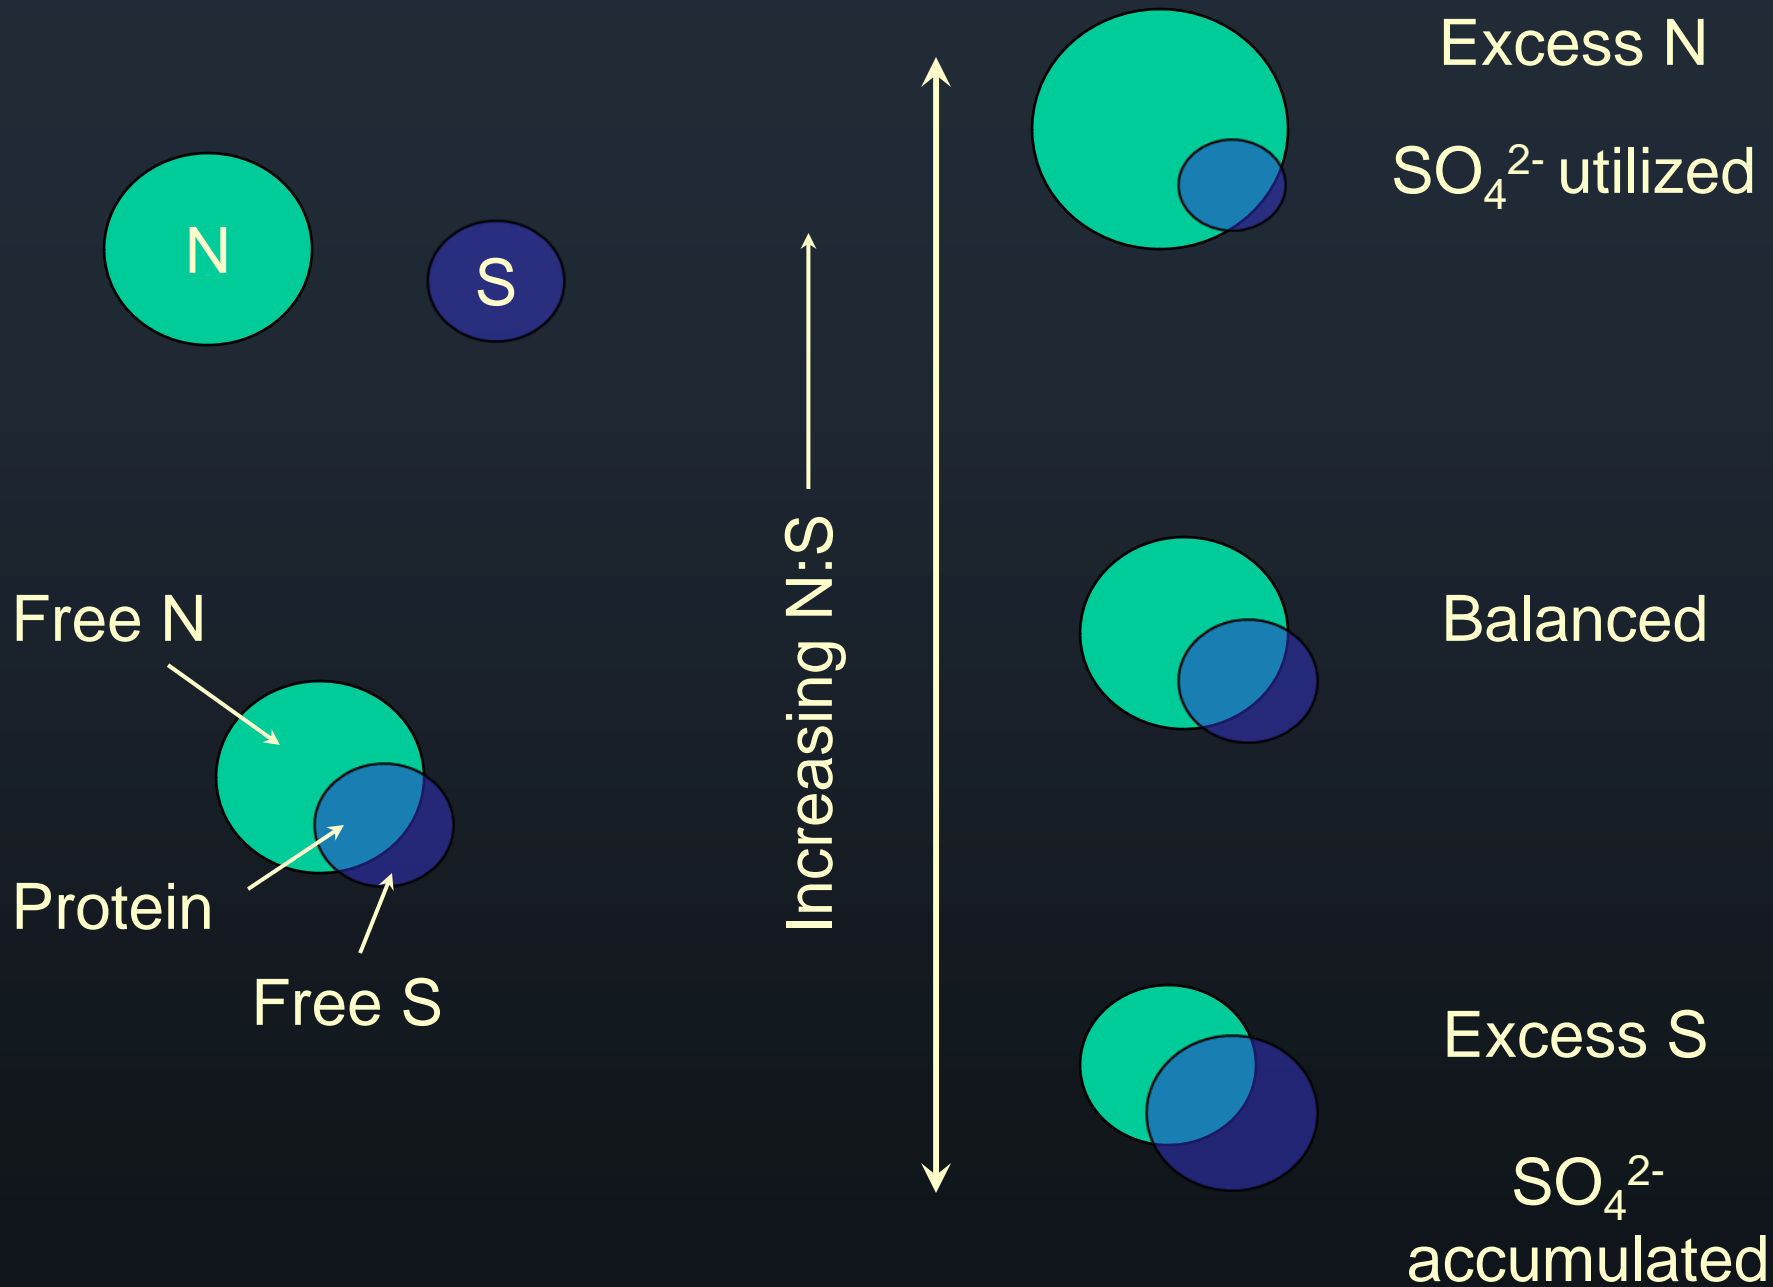 N
S
Free N
Protein
Free S
Increasing N:S
Excess N
SO₄²⁻ utilized
Balanced
Excess S
SO₄²⁻
accumulated